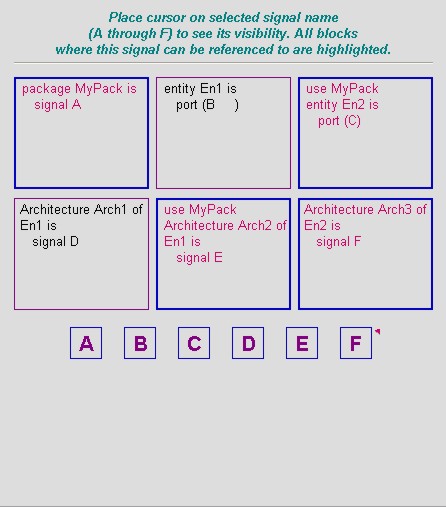 Place cursor on selected signal name
(A through F) to see its visibility. All blocks
where this signal can be referenced to are highlighted.
package MyPack is
signal A
entity En1 is
port (B )
use MyPack
entity En2 is
port (C)
Architecture Arch1 of
En1 is
signal D
use MyPack
Architecture Arch2 of
En1 is
signal E
Architecture Arch3 of
En2 is
signal F
A B C D E F